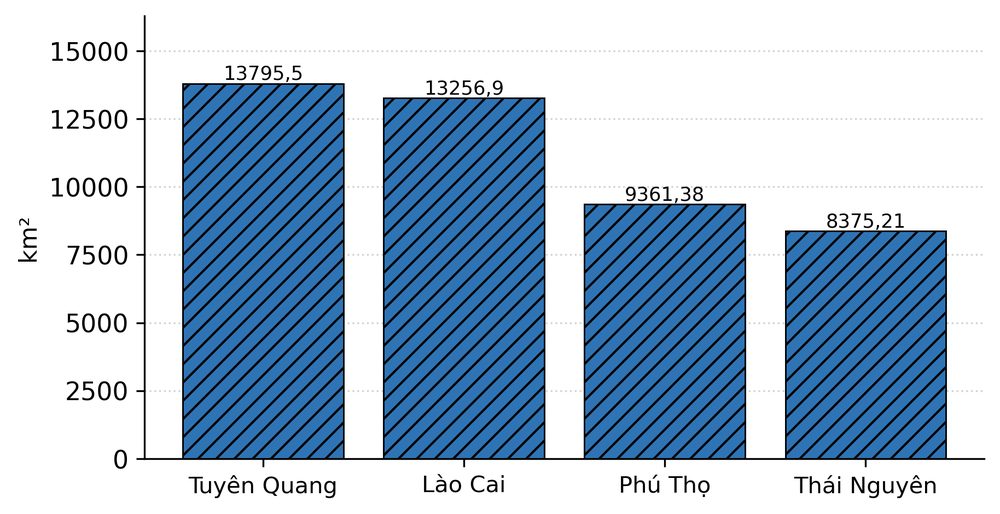 15000
12500
10000
7500
5000
2500
0
km²
13795,5
13256,9
9361,38
8375,21
Tuyên Quang
Lào Cai
Phú Thọ
Thái Nguyên